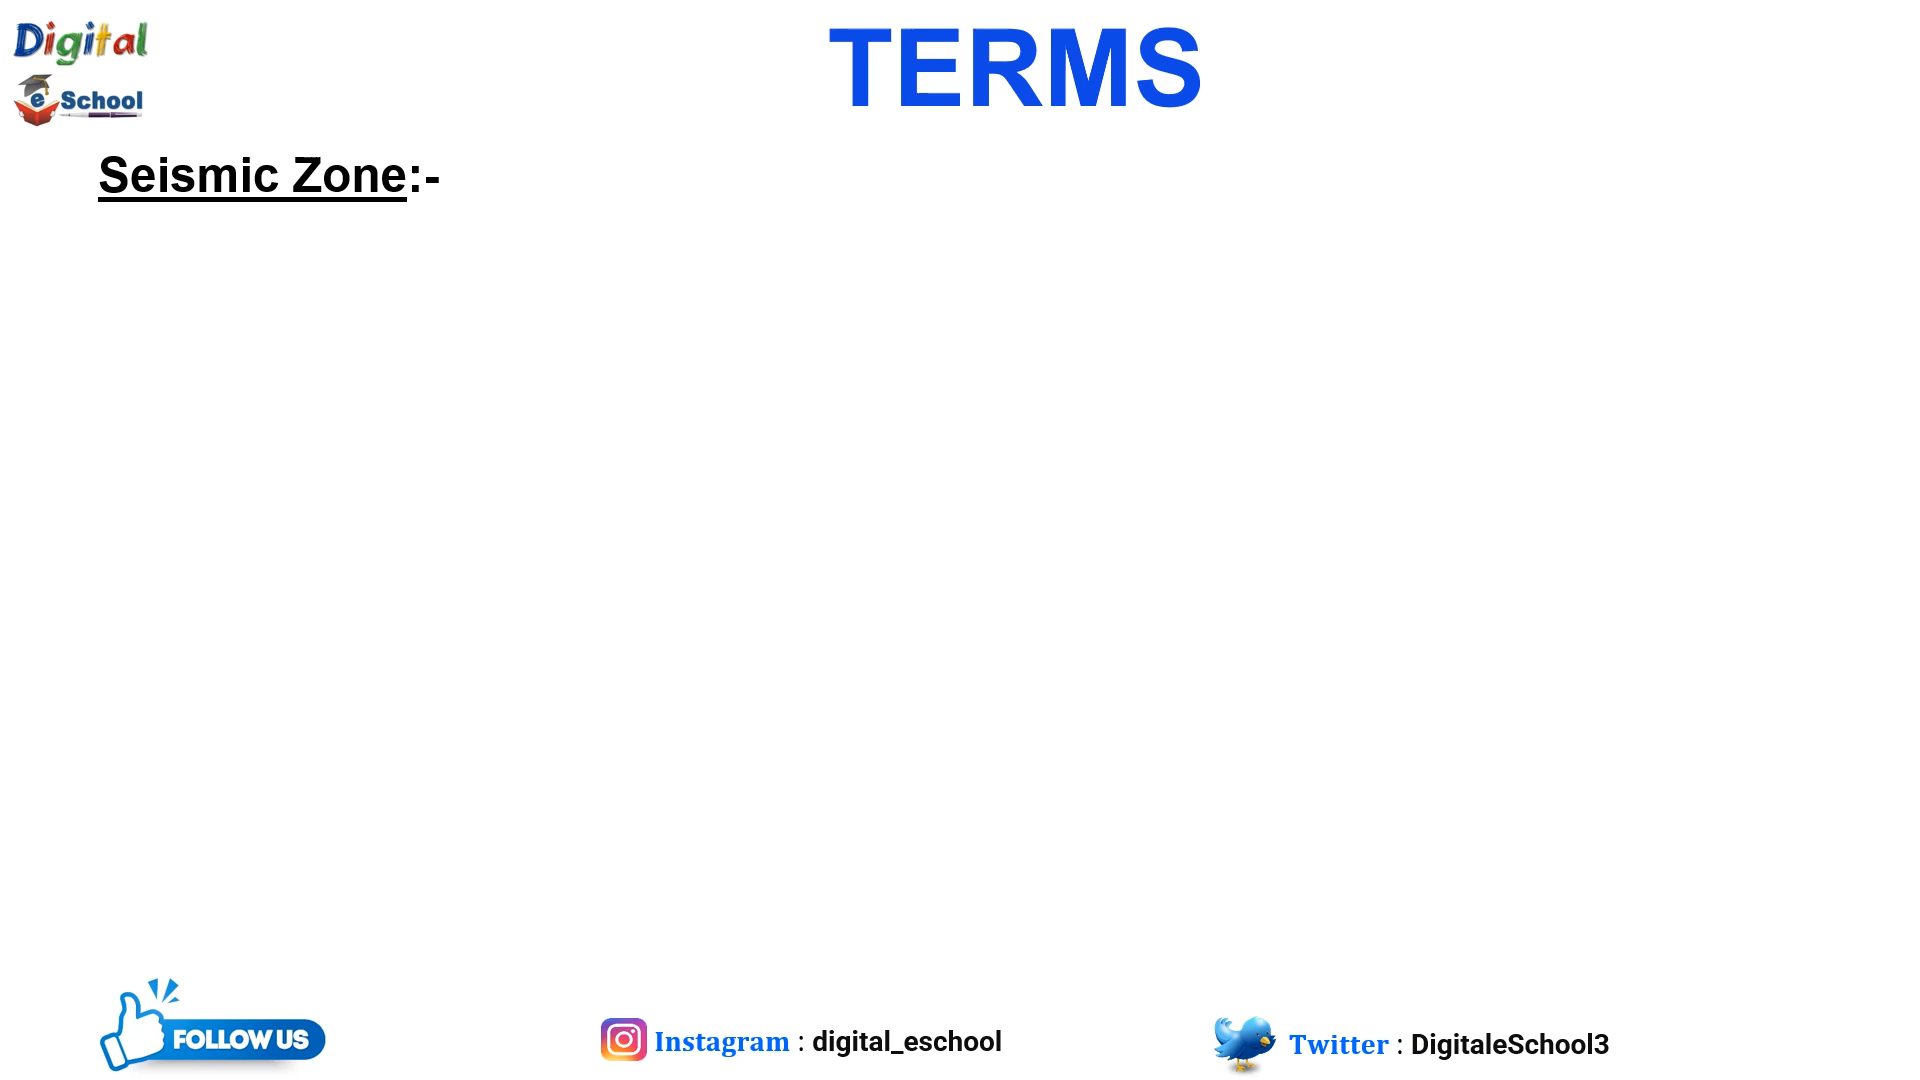 Digital
e School
TERMS
Seismic Zone:-
FOLLOW US
Instagram : digital_eschool
Twitter : DigitaleSchool3